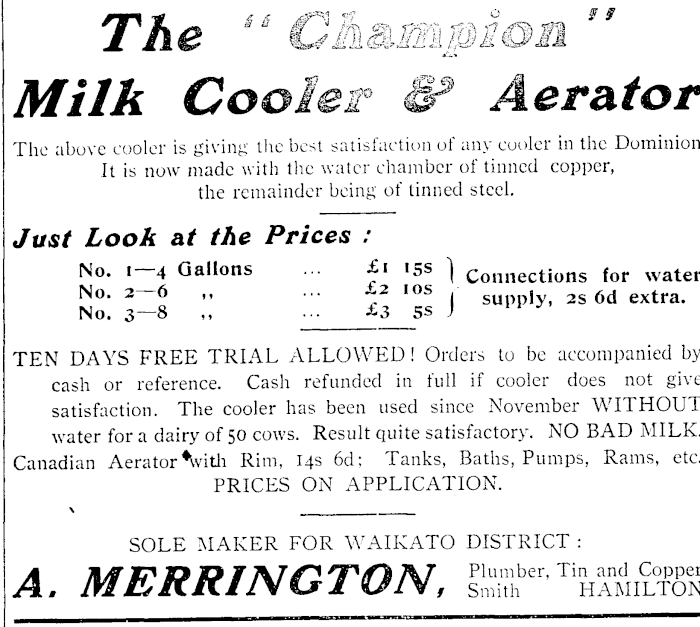 The "Champion"
Milk Cooler & Aerator
The above cooler is giving the best satisfaction of any cooler in the Dominion
It is now made with the water chamber of tinned copper,
the remainder being of tinned steel.
Just Look at the Prices :
No. 1—4 Gallons ... £1 15s
No. 2—6 ,, ... £2 10s
No. 3—8 ,, ... £3 5s
Connections for water
supply, 2s 6d extra.
TEN DAYS FREE TRIAL ALLOWED! Orders to be accompanied by
cash or reference. Cash refunded in full if cooler does not give
satisfaction. The cooler has been used since November WITHOUT
water for a dairy of 50 cows. Result quite satisfactory. NO BAD MILK.
Canadian Aerator with Rim, 14s 6d; Tanks, Baths, Pumps, Rams, etc.
PRICES ON APPLICATION.
SOLE MAKER FOR WAIKATO DISTRICT :
A. MERRINGTON, Plumber, Tin and Copper
Smith HAMILTON